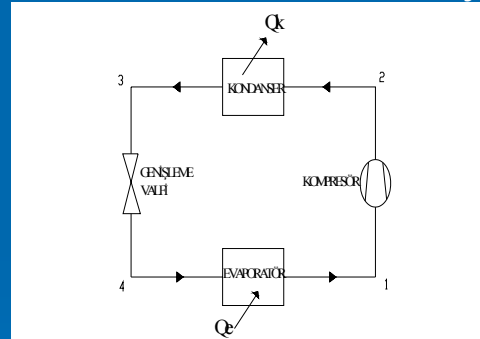 Qk
3
KONDANSER
2
GENİŞLEME
VALFİ
KOMPRESÖR
4
EVAPORATÖR
1
Qe